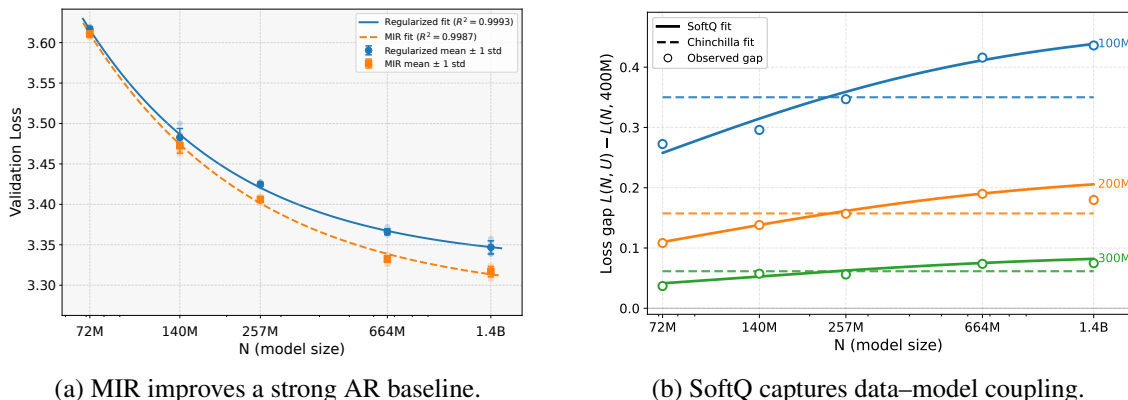 Regularized fit (R² = 0.9993)
MIR fit (R² = 0.9987)
Regularized mean ± 1 std
MIR mean ± 1 std
Validation Loss
3.60
3.55
3.50
3.45
3.40
3.35
3.30
72M 140M 257M 664M 1.4B
N (model size)
(a) MIR improves a strong AR baseline.
SoftQ fit
Chinchilla fit
Observed gap
Loss gap L(N, U) − L(N, 400M)
0.4
0.3
0.2
0.1
0.0
100M
200M
300M
72M 140M 257M 664M 1.4B
N (model size)
(b) SoftQ captures data–model coupling.